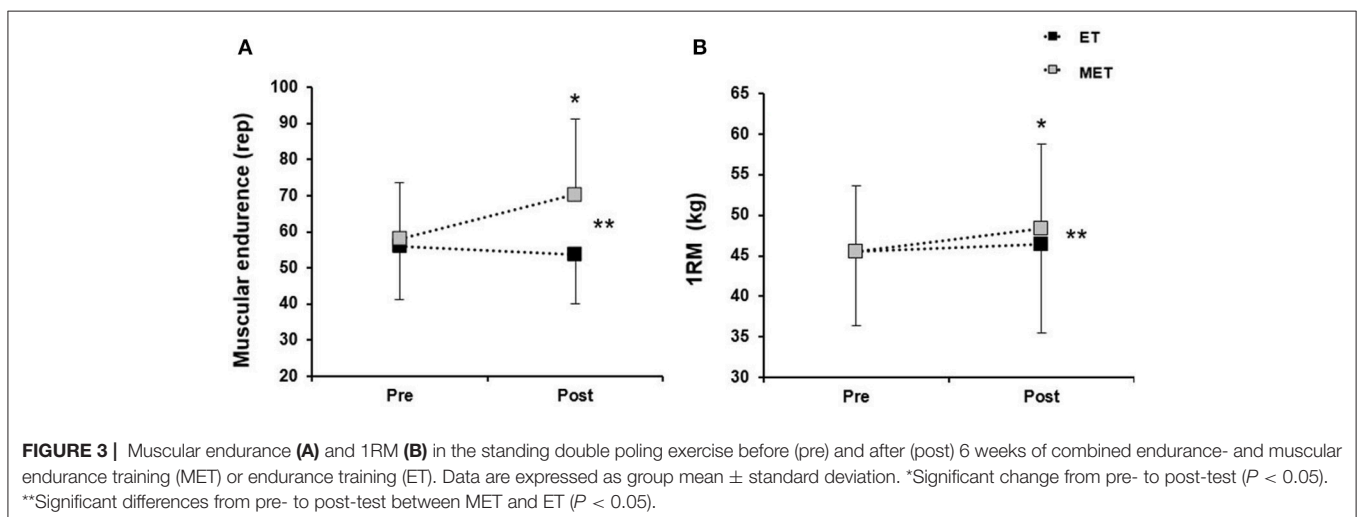 A
B
ET
MET
Muscular endurence (rep)
100
90
80
70
60
50
40
30
20
*
**
Pre
Post
1RM (kg)
65
60
55
50
45
40
35
30
*
**
Pre
Post
FIGURE 3 | Muscular endurance (A) and 1RM (B) in the standing double poling exercise before (pre) and after (post) 6 weeks of combined endurance- and muscular
endurance training (MET) or endurance training (ET). Data are expressed as group mean ± standard deviation. *Significant change from pre- to post-test (P < 0.05).
**Significant differences from pre- to post-test between MET and ET (P < 0.05).